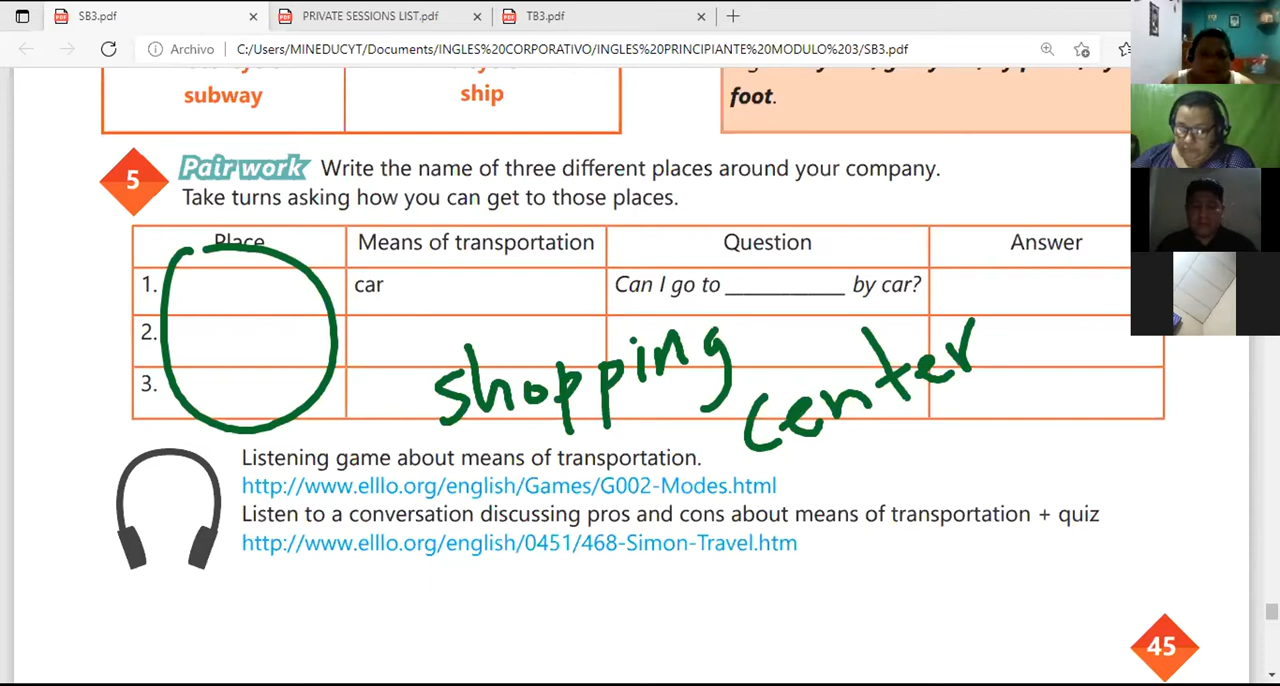 SB3.pdf
PRIVATE SESSIONS LIST.pdf
TB3.pdf
Archivo
C:/Users/MINEDUCYT/Documents/INGLES%20CORPORATIVO/INGLES%20PRINCIPIANTE%20MODULO%203/SB3.pdf
subway
ship
foot.
5
Pair work Write the name of three different places around your company.
Take turns asking how you can get to those places.
Place Means of transportation Question Answer
1. car Can I go to ____________ by car?
2.
3.
shopping center
Listening game about means of transportation.
http://www.elllo.org/english/Games/G002-Modes.html
Listen to a conversation discussing pros and cons about means of transportation + quiz
http://www.elllo.org/english/0451/468-Simon-Travel.htm
45